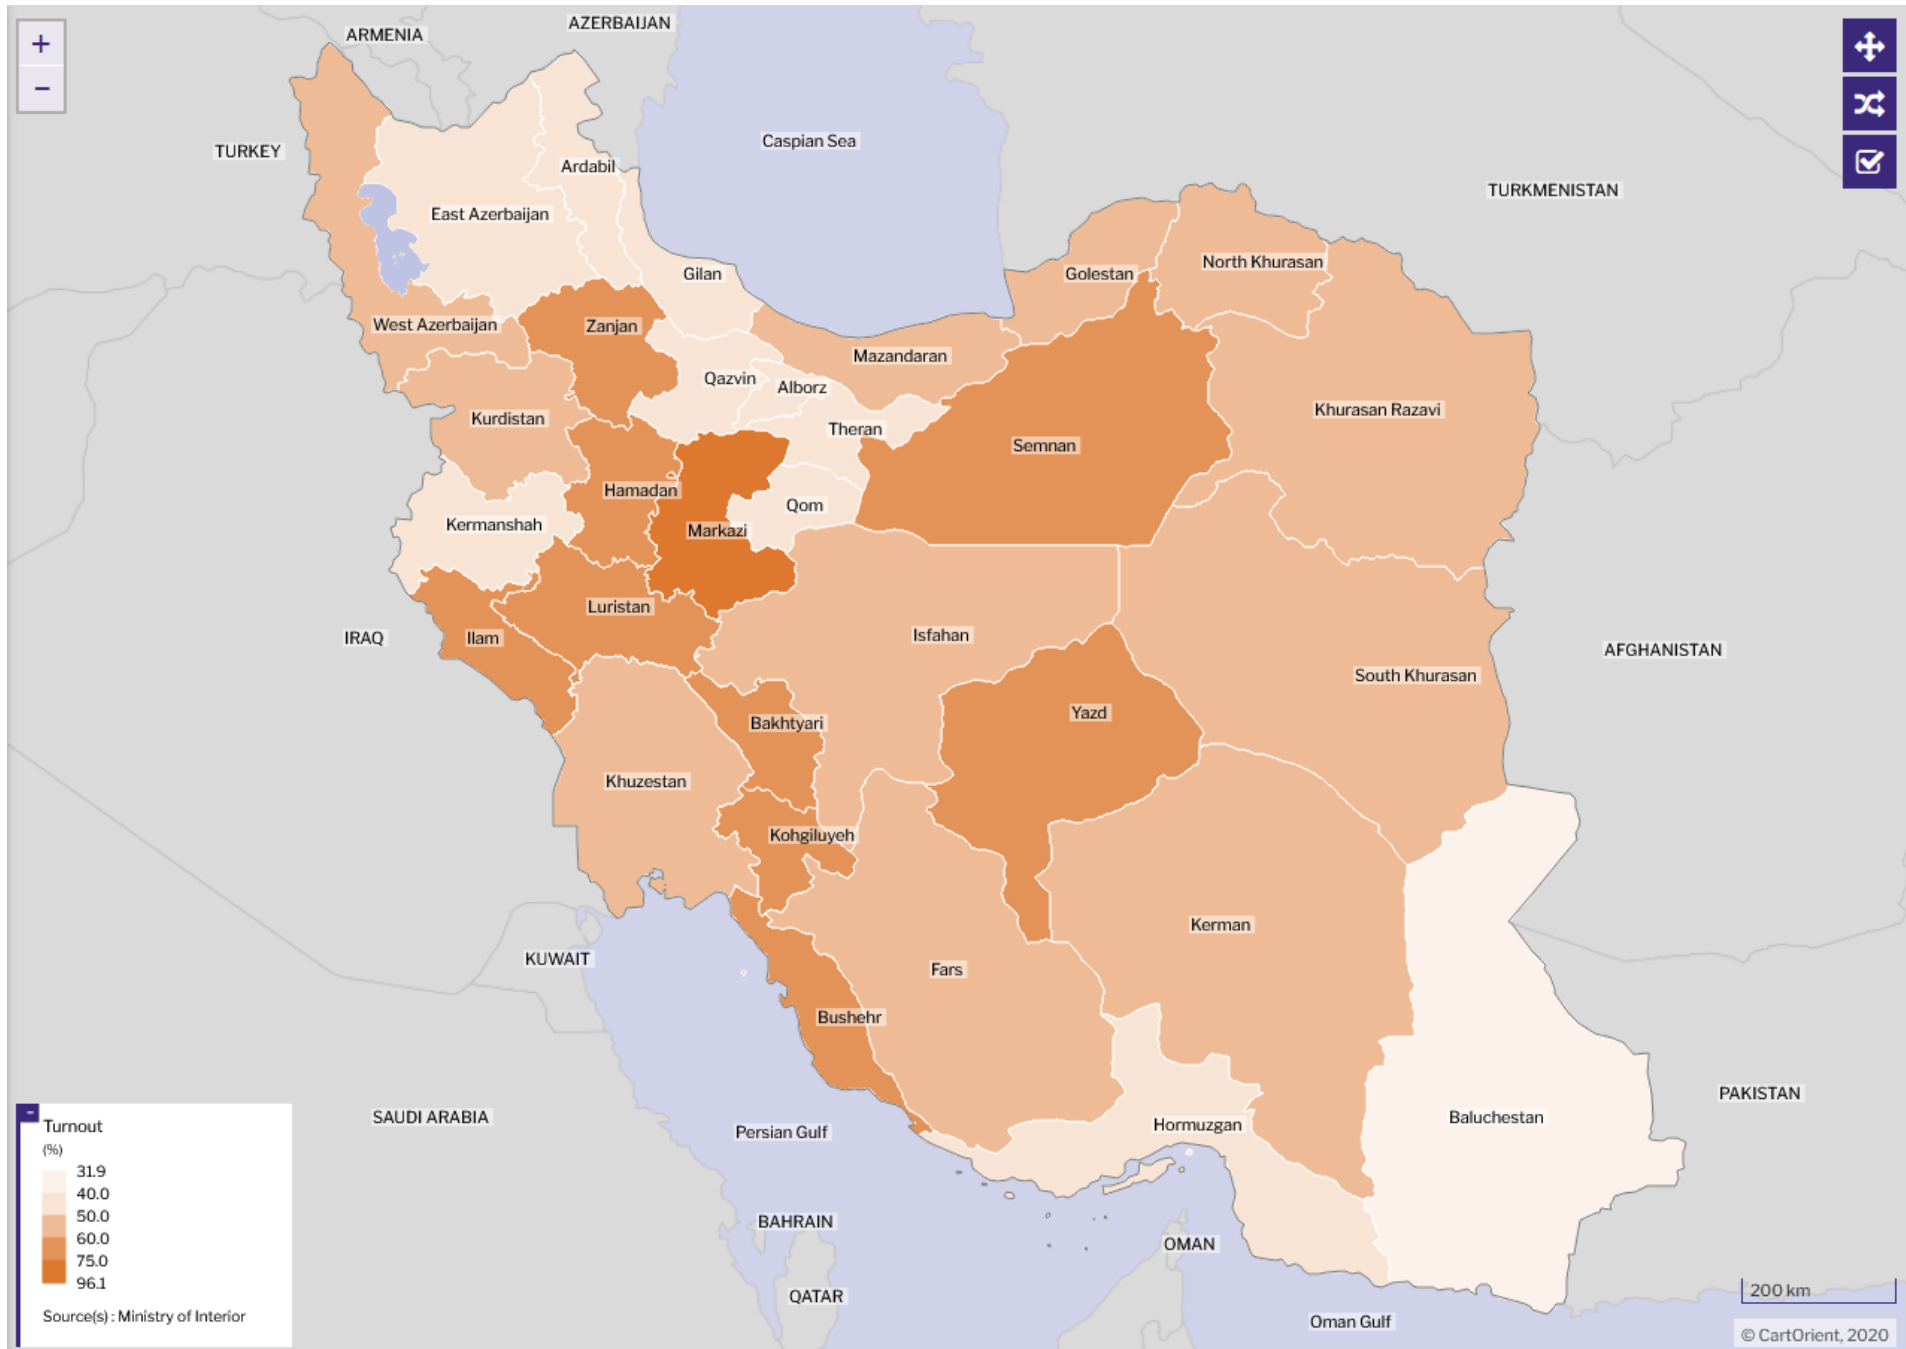 +
−
AZERBAIJAN
ARMENIA
Caspian Sea
TURKEY
Ardabil
TURKMENISTAN
East Azerbaijan
North Khurasan
Gilan
Golestan
West Azerbaijan
Zanjan
Mazandaran
Qazvin
Alborz
Khurasan Razavi
Kurdistan
Theran
Semnan
Hamadan
Qom
Kermanshah
Markazi
Luristan
Isfahan
IRAQ
Ilam
AFGHANISTAN
South Khurasan
Yazd
Bakhtyari
Khuzestan
Kohgiluyeh
Kerman
KUWAIT
Fars
Bushehr
PAKISTAN
SAUDI ARABIA
Baluchestan
Hormuzgan
Persian Gulf
BAHRAIN
OMAN
QATAR
Oman Gulf
−
Turnout
(%)
31.9
40.0
50.0
60.0
75.0
96.1
Source(s) : Ministry of Interior
200 km
© CartOrient, 2020